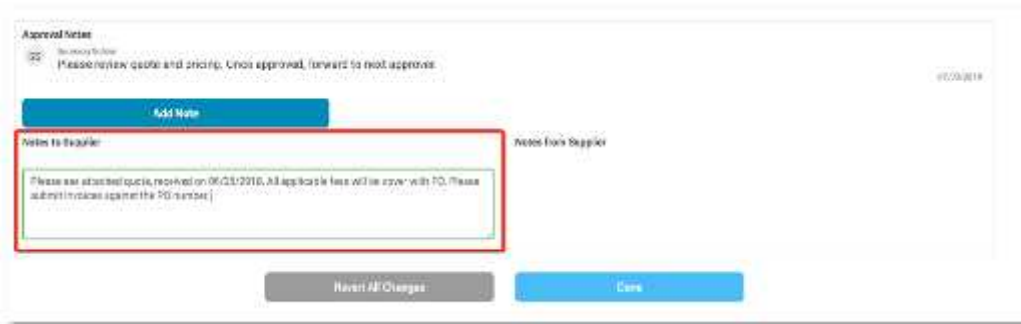 Approval Notes
Please review quote and pricing. Once approved, forward to next approver.
Add Note
Notes to Supplier
Notes from Supplier
Please see attached quote, received on 06/25/2018. All applicable fees will be cover with PO. Please
submit invoices against the PO number.
Revert All Changes
Save